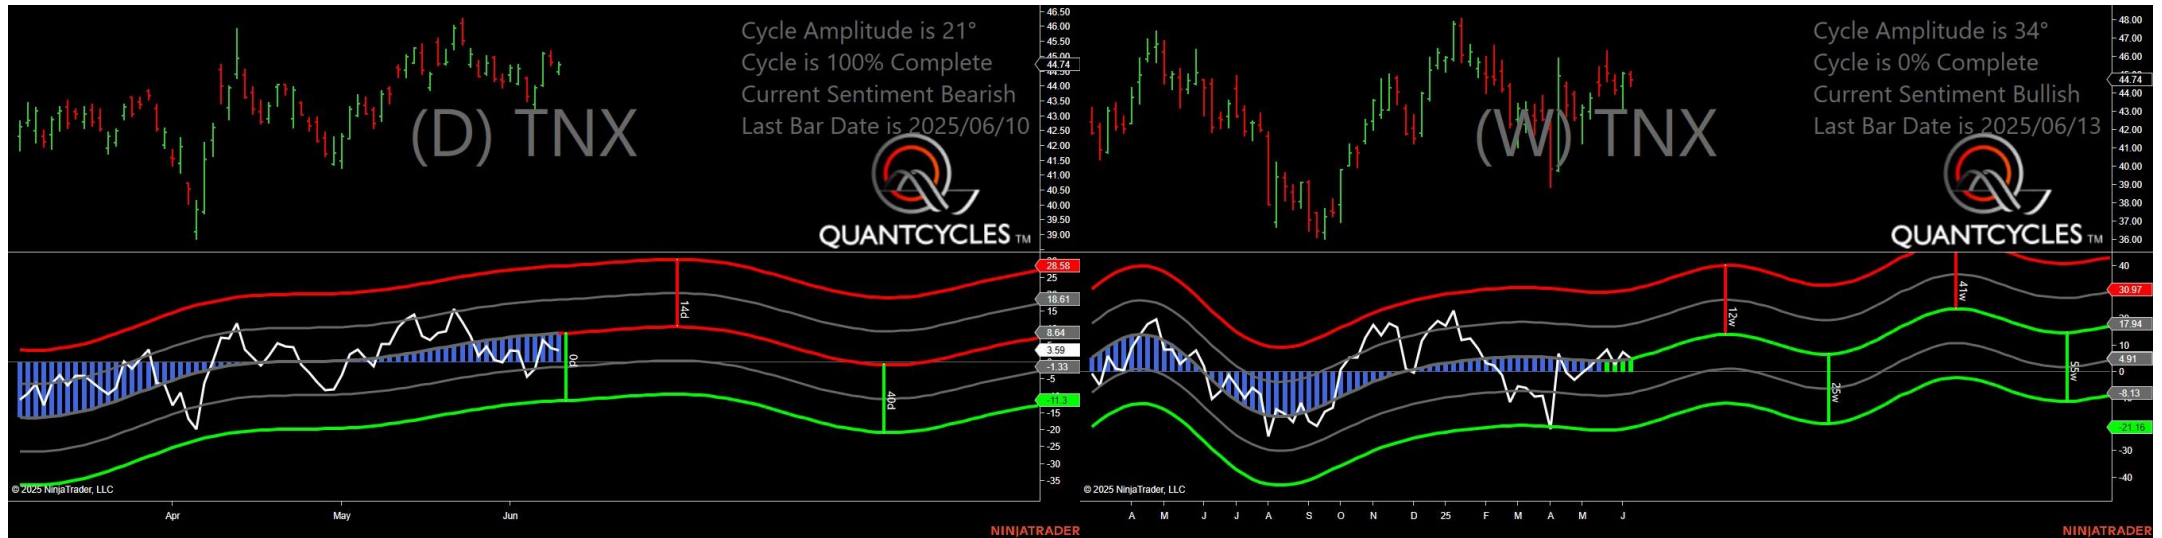 Cycle Amplitude is 21°
Cycle is 100% Complete
Current Sentiment Bearish
Last Bar Date is 2025/06/10
(D) TNX
QUANTCYCLES TM
46.50
46.00
45.50
45.00
44.74
44.50
44.00
43.50
43.00
42.50
42.00
41.50
41.00
40.50
40.00
39.50
39.00
28.58
25
18.61
15
8.64
3.59
-1.33
-5
-11.3
-15
-20
-25
-30
-35
14d
0d
40d
© 2025 NinjaTrader, LLC
Apr May Jun
NINJATRADER
Cycle Amplitude is 34°
Cycle is 0% Complete
Current Sentiment Bullish
Last Bar Date is 2025/06/13
(W) TNX
QUANTCYCLES TM
48.00
47.00
46.00
44.74
44.00
43.00
42.00
41.00
40.00
39.00
38.00
37.00
36.00
40
30.97
17.94
10
4.91
0
-8.13
-21.16
-30
-40
12w
25w
41w
55w
© 2025 NinjaTrader, LLC
A M J J A S O N D 25 F M A M J
NINJATRADER